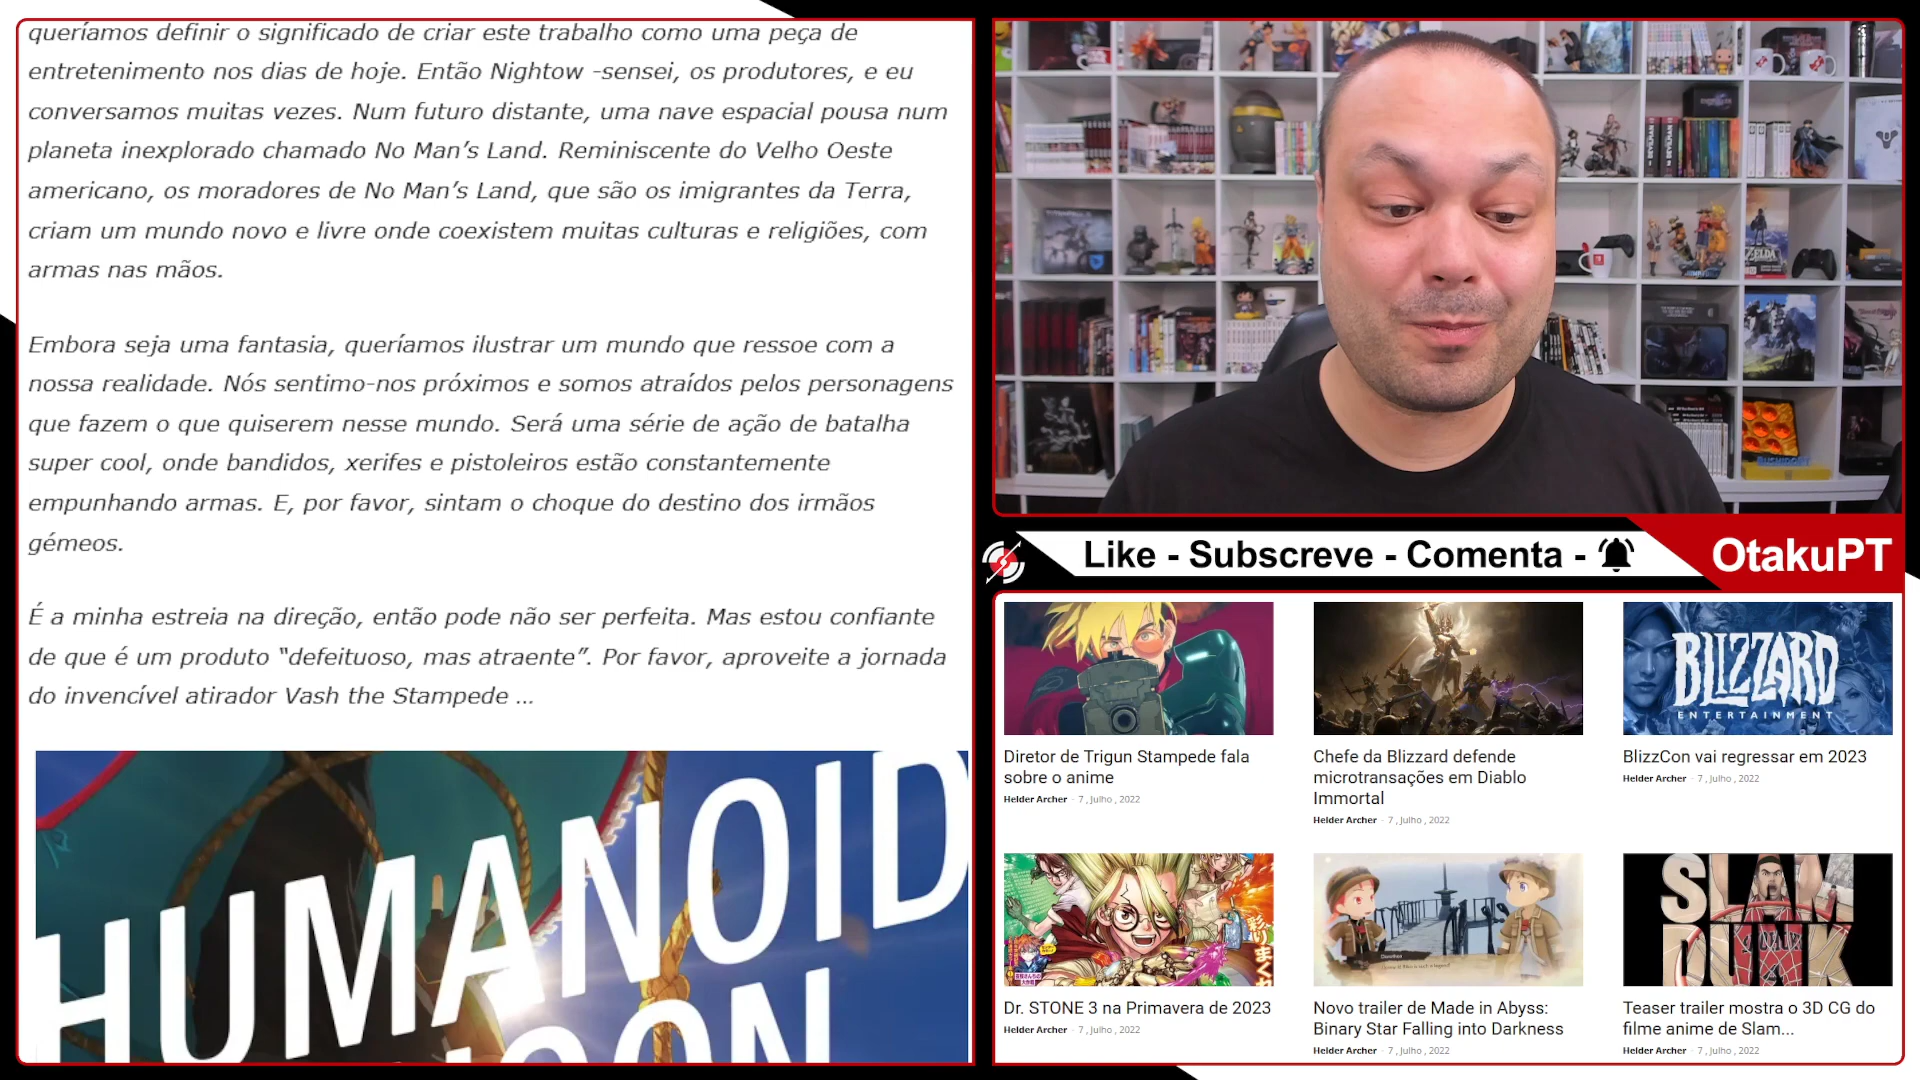 queríamos definir o significado de criar este trabalho como uma peça de
entretenimento nos dias de hoje. Então Nightow -sensei, os produtores, e eu
conversamos muitas vezes. Num futuro distante, uma nave espacial pousa num
planeta inexplorado chamado No Man’s Land. Reminiscente do Velho Oeste
americano, os moradores de No Man’s Land, que são os imigrantes da Terra,
criam um mundo novo e livre onde coexistem muitas culturas e religiões, com
armas nas mãos.
Embora seja uma fantasia, queríamos ilustrar um mundo que ressoe com a
nossa realidade. Nós sentimo-nos próximos e somos atraídos pelos personagens
que fazem o que quiserem nesse mundo. Será uma série de ação de batalha
super cool, onde bandidos, xerifes e pistoleiros estão constantemente
empunhando armas. E, por favor, sintam o choque do destino dos irmãos
gémeos.
É a minha estreia na direção, então pode não ser perfeita. Mas estou confiante
de que é um produto “defeituoso, mas atraente”. Por favor, aproveite a jornada
do invencível atirador Vash the Stampede ...
HUMANOID
ZELDA
Like - Subscreve - Comenta -
OtakuPT
BLIZZARD
ENTERTAINMENT
Diretor de Trigun Stampede fala
sobre o anime
Helder Archer - 7 , Julho , 2022
Chefe da Blizzard defende
microtransações em Diablo
Immortal
Helder Archer - 7 , Julho , 2022
BlizzCon vai regressar em 2023
Helder Archer - 7 , Julho , 2022
SLAM
DUNK
Dr. STONE 3 na Primavera de 2023
Helder Archer - 7 , Julho , 2022
Novo trailer de Made in Abyss:
Binary Star Falling into Darkness
Helder Archer - 7 , Julho , 2022
Teaser trailer mostra o 3D CG do
filme anime de Slam...
Helder Archer - 7 , Julho , 2022